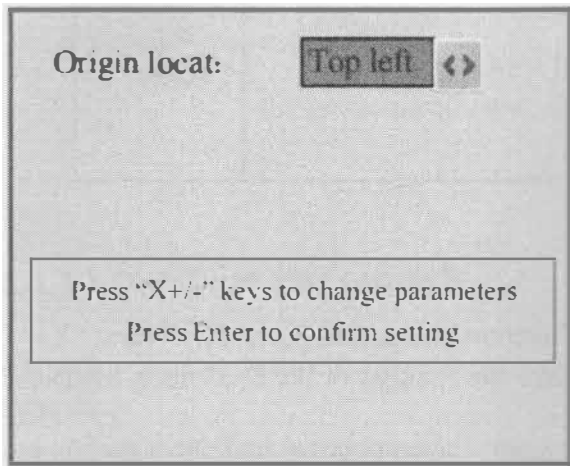 Origin locat: Top left <>
Press “X+/-” keys to change parameters
Press Enter to confirm setting